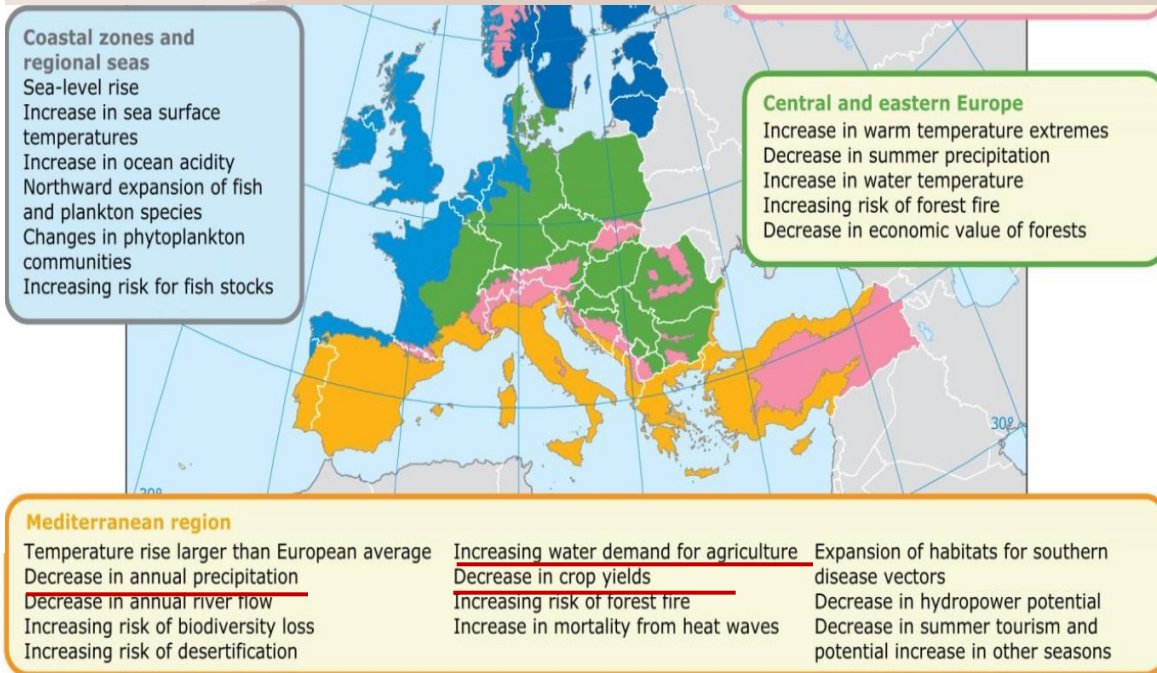 Coastal zones and
regional seas
Sea-level rise
Increase in sea surface
temperatures
Increase in ocean acidity
Northward expansion of fish
and plankton species
Changes in phytoplankton
communities
Increasing risk for fish stocks
Central and eastern Europe
Increase in warm temperature extremes
Decrease in summer precipitation
Increase in water temperature
Increasing risk of forest fire
Decrease in economic value of forests
30°
20°
Mediterranean region
Temperature rise larger than European average
Decrease in annual precipitation
Decrease in annual river flow
Increasing risk of biodiversity loss
Increasing risk of desertification
Increasing water demand for agriculture
Decrease in crop yields
Increasing risk of forest fire
Increase in mortality from heat waves
Expansion of habitats for southern
disease vectors
Decrease in hydropower potential
Decrease in summer tourism and
potential increase in other seasons